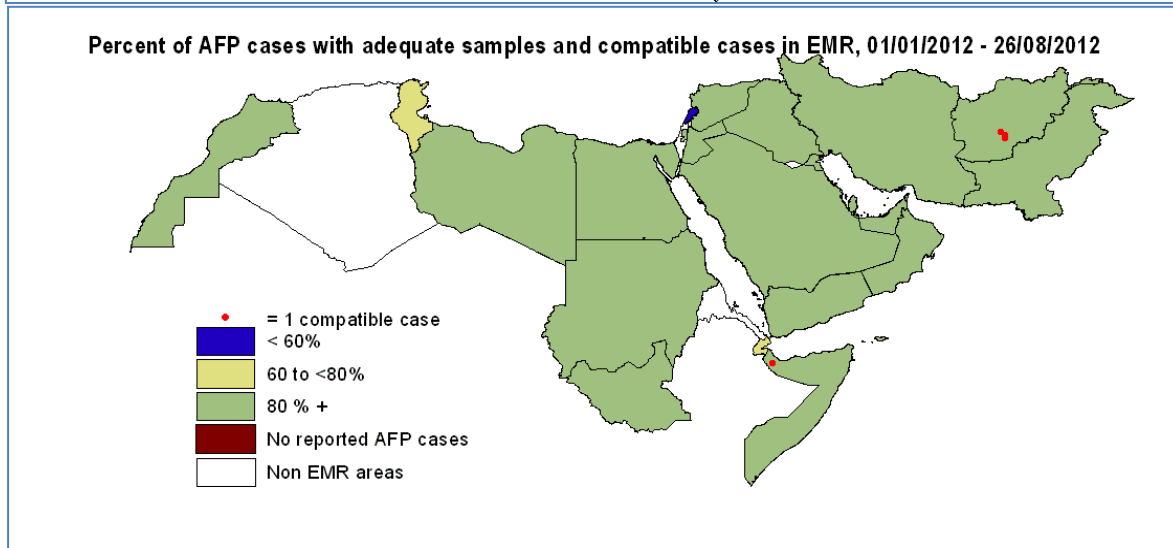 Percent of AFP cases with adequate samples and compatible cases in EMR, 01/01/2012 - 26/08/2012
= 1 compatible case
< 60%
60 to <80%
80 % +
No reported AFP cases
Non EMR areas